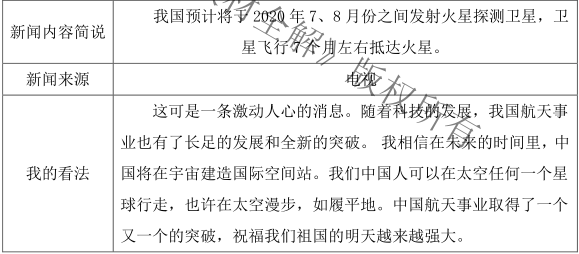 新闻内容简说
我国预计将于 2020 年 7、8 月份之间发射火星探测卫星，卫
星飞行 7 个月左右抵达火星。
新闻来源
电视
我的看法
这可是一条激动人心的消息。随着科技的发展，我国航天事
业也有了长足的发展和全新的突破。 我相信在未来的时间里，中
国将在宇宙建造国际空间站。我们中国人可以在太空任何一个星
球行走，也许在太空漫步，如履平地。中国航天事业取得了一个
又一个的突破，祝福我们祖国的明天越来越强大。
材全解》版权所有